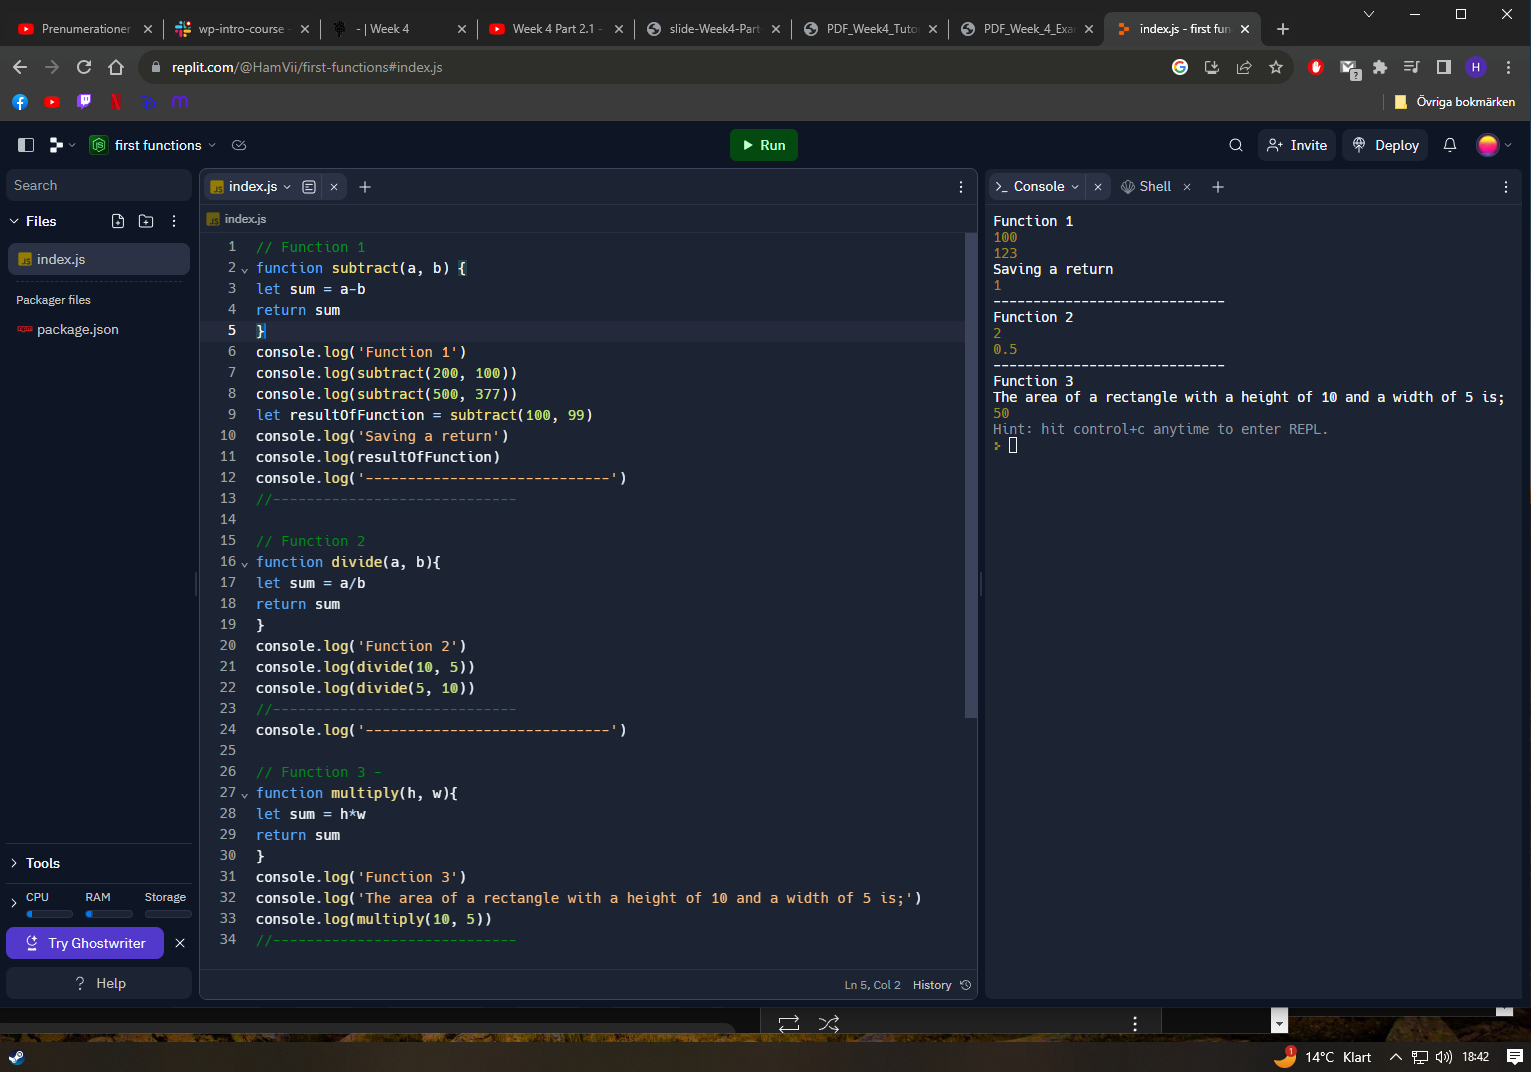 Prenumerationer
wp-intro-course -
- | Week 4
Week 4 Part 2.1 -
slide-Week4-Part
PDF_Week4_Tuto
PDF_Week_4_Exa
index.js - first fun
replit.com/@HamVii/first-functions#index.js
H
Övriga bokmärken
first functions
Run
Invite
Deploy
Search
Files
index.js
Packager files
package.json
Tools
CPU RAM Storage
Try Ghostwriter
Help
index.js
index.js
1 // Function 1
2 function subtract(a, b) {
3 let sum = a-b
4 return sum
5 }
6 console.log('Function 1')
7 console.log(subtract(200, 100))
8 console.log(subtract(500, 377))
9 let resultOfFunction = subtract(100, 99)
10 console.log('Saving a return')
11 console.log(resultOfFunction)
12 console.log('-----------------------------')
13 //-----------------------------
14
15 // Function 2
16 function divide(a, b){
17 let sum = a/b
18 return sum
19 }
20 console.log('Function 2')
21 console.log(divide(10, 5))
22 console.log(divide(5, 10))
23 //-----------------------------
24 console.log('-----------------------------')
25
26 // Function 3 -
27 function multiply(h, w){
28 let sum = h*w
29 return sum
30 }
31 console.log('Function 3')
32 console.log('The area of a rectangle with a height of 10 and a width of 5 is;')
33 console.log(multiply(10, 5))
34 //-----------------------------
Ln 5, Col 2 History
Console
Shell
Function 1
100
123
Saving a return
1
-----------------------------
Function 2
2
0.5
-----------------------------
Function 3
The area of a rectangle with a height of 10 and a width of 5 is;
50
Hint: hit control+c anytime to enter REPL.
1
14°C Klart
18:42